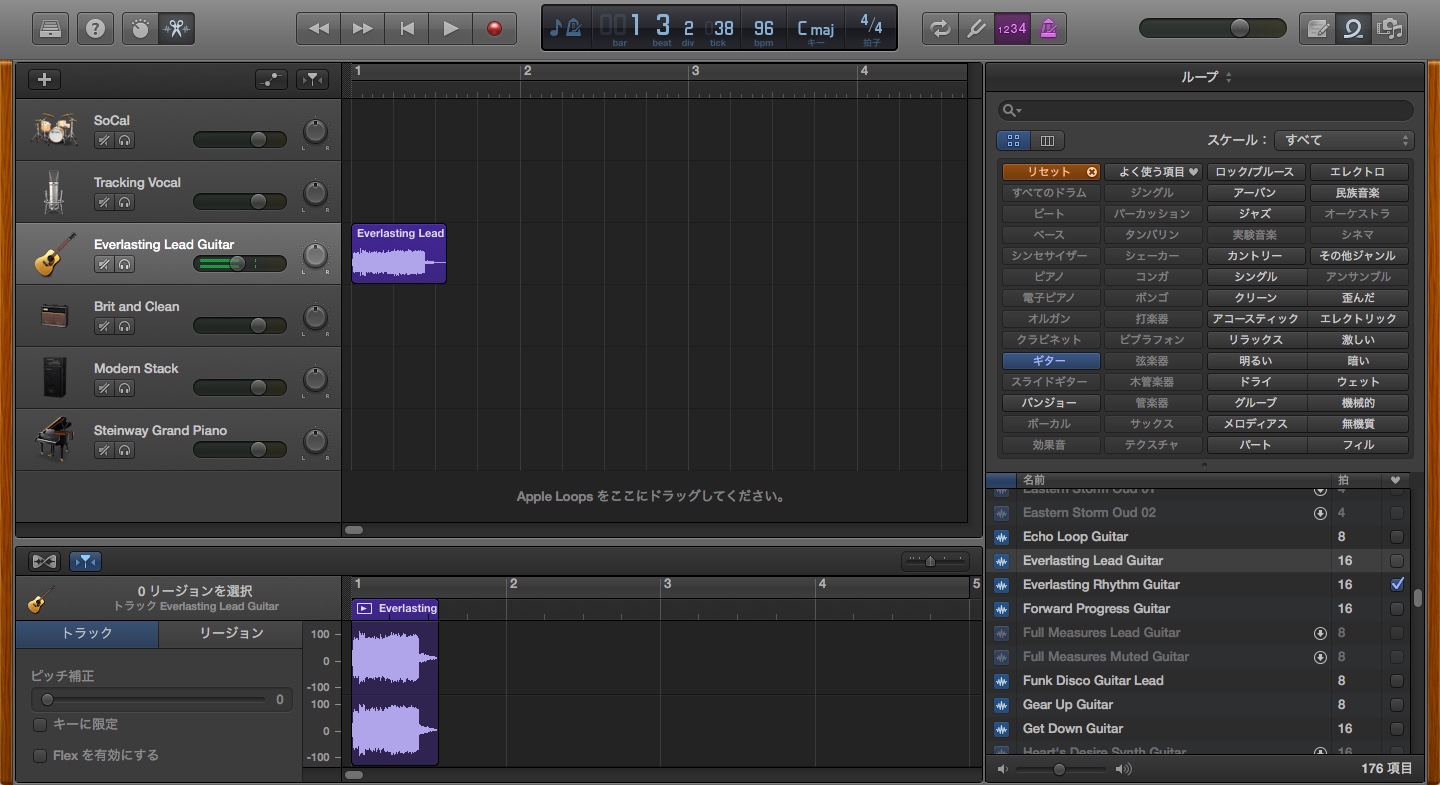 1 3 2 38 96 C maj 4/4
bar beat div tick bpm キー 拍子
1234
1 2 3 4
ループ
SoCal
スケール： すべて
Tracking Vocal
Everlasting Lead Guitar
Everlasting Lead
Brit and Clean
Modern Stack
Steinway Grand Piano
Apple Loops をここにドラッグしてください。
リセット よく使う項目 ロック/ブルース エレクトロ
すべてのドラム ジングル アーバン 民族音楽
ビート パーカッション ジャズ オーケストラ
ベース タンバリン 実験音楽 シネマ
シンセサイザー シェーカー カントリー その他ジャンル
ピアノ コンガ シングル アンサンブル
電子ピアノ ボンゴ クリーン 歪んだ
オルガン 打楽器 アコースティック エレクトリック
クラビネット ビブラフォン リラックス 激しい
ギター 弦楽器 明るい 暗い
スライドギター 木管楽器 ドライ ウェット
バンジョー 管楽器 グループ 機械的
ボーカル サックス メロディアス 無機質
効果音 テクスチャ パート フィル
名前 拍
Eastern Storm Oud 01 4
Eastern Storm Oud 02 4
Echo Loop Guitar 8
Everlasting Lead Guitar 16
Everlasting Rhythm Guitar 16
Forward Progress Guitar 16
Full Measures Lead Guitar 8
Full Measures Muted Guitar 8
Funk Disco Guitar Lead 8
Gear Up Guitar 8
Get Down Guitar 16
Heart's Desire Synth Guitar 16
176 項目
0 リージョンを選択
トラック Everlasting Lead Guitar
トラック リージョン
ピッチ補正
0
キーに限定
Flex を有効にする
1 2 3 4 5
Everlasting
100
0
-100
100
0
-100
L R
L R
L R
L R
L R
L R